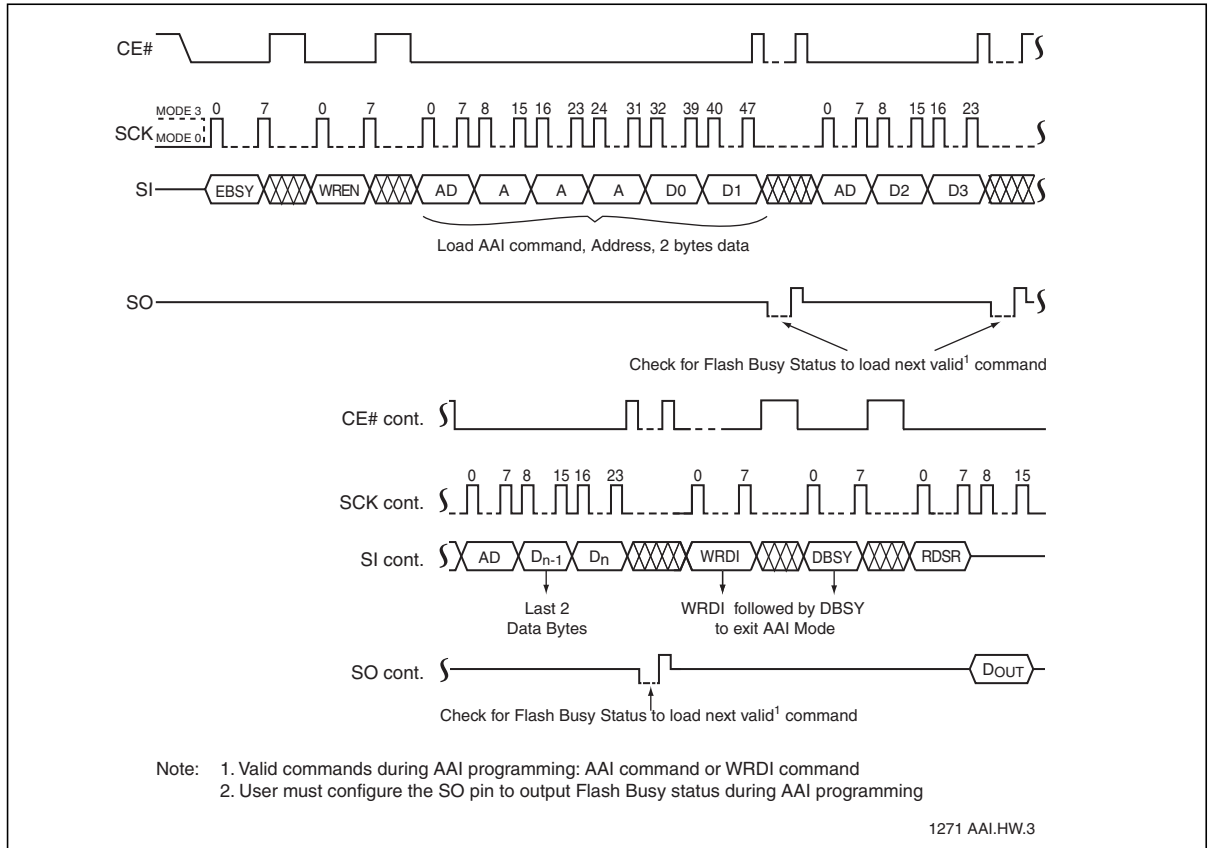 CE#
MODE 3
0 7 0 7 0 7 8 15 16 23 24 31 32 39 40 47 0 7 8 15 16 23
SCK
MODE 0
SI EBSY WREN AD A A A D0 D1 AD D2 D3
Load AAI command, Address, 2 bytes data
SO
Check for Flash Busy Status to load next valid1 command
CE# cont.
0 7 8 15 16 23 0 7 0 7 0 7 8 15
SCK cont.
SI cont. AD Dn-1 Dn WRDI DBSY RDSR
Last 2
Data Bytes
WRDI followed by DBSY
to exit AAI Mode
SO cont. DOUT
Check for Flash Busy Status to load next valid1 command
Note: 1. Valid commands during AAI programming: AAI command or WRDI command
2. User must configure the SO pin to output Flash Busy status during AAI programming
1271 AAI.HW.3